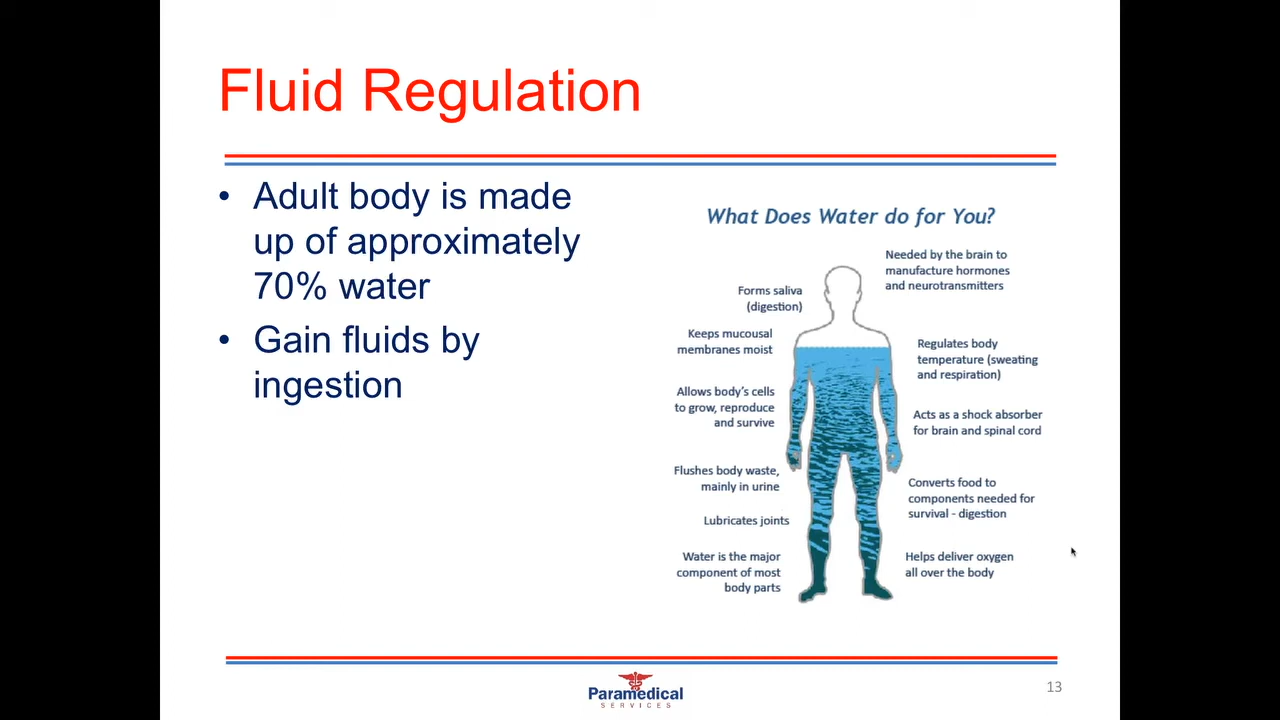 Fluid Regulation
• Adult body is made
up of approximately
70% water
• Gain fluids by
ingestion
What Does Water do for You?
Needed by the brain to
manufacture hormones
and neurotransmitters
Forms saliva
(digestion)
Keeps mucousal
membranes moist
Regulates body
temperature (sweating
and respiration)
Allows body's cells
to grow, reproduce
and survive
Acts as a shock absorber
for brain and spinal cord
Flushes body waste,
mainly in urine
Converts food to
components needed for
survival - digestion
Lubricates joints
Water is the major
component of most
body parts
Helps deliver oxygen
all over the body
Paramedical
SERVICES
13